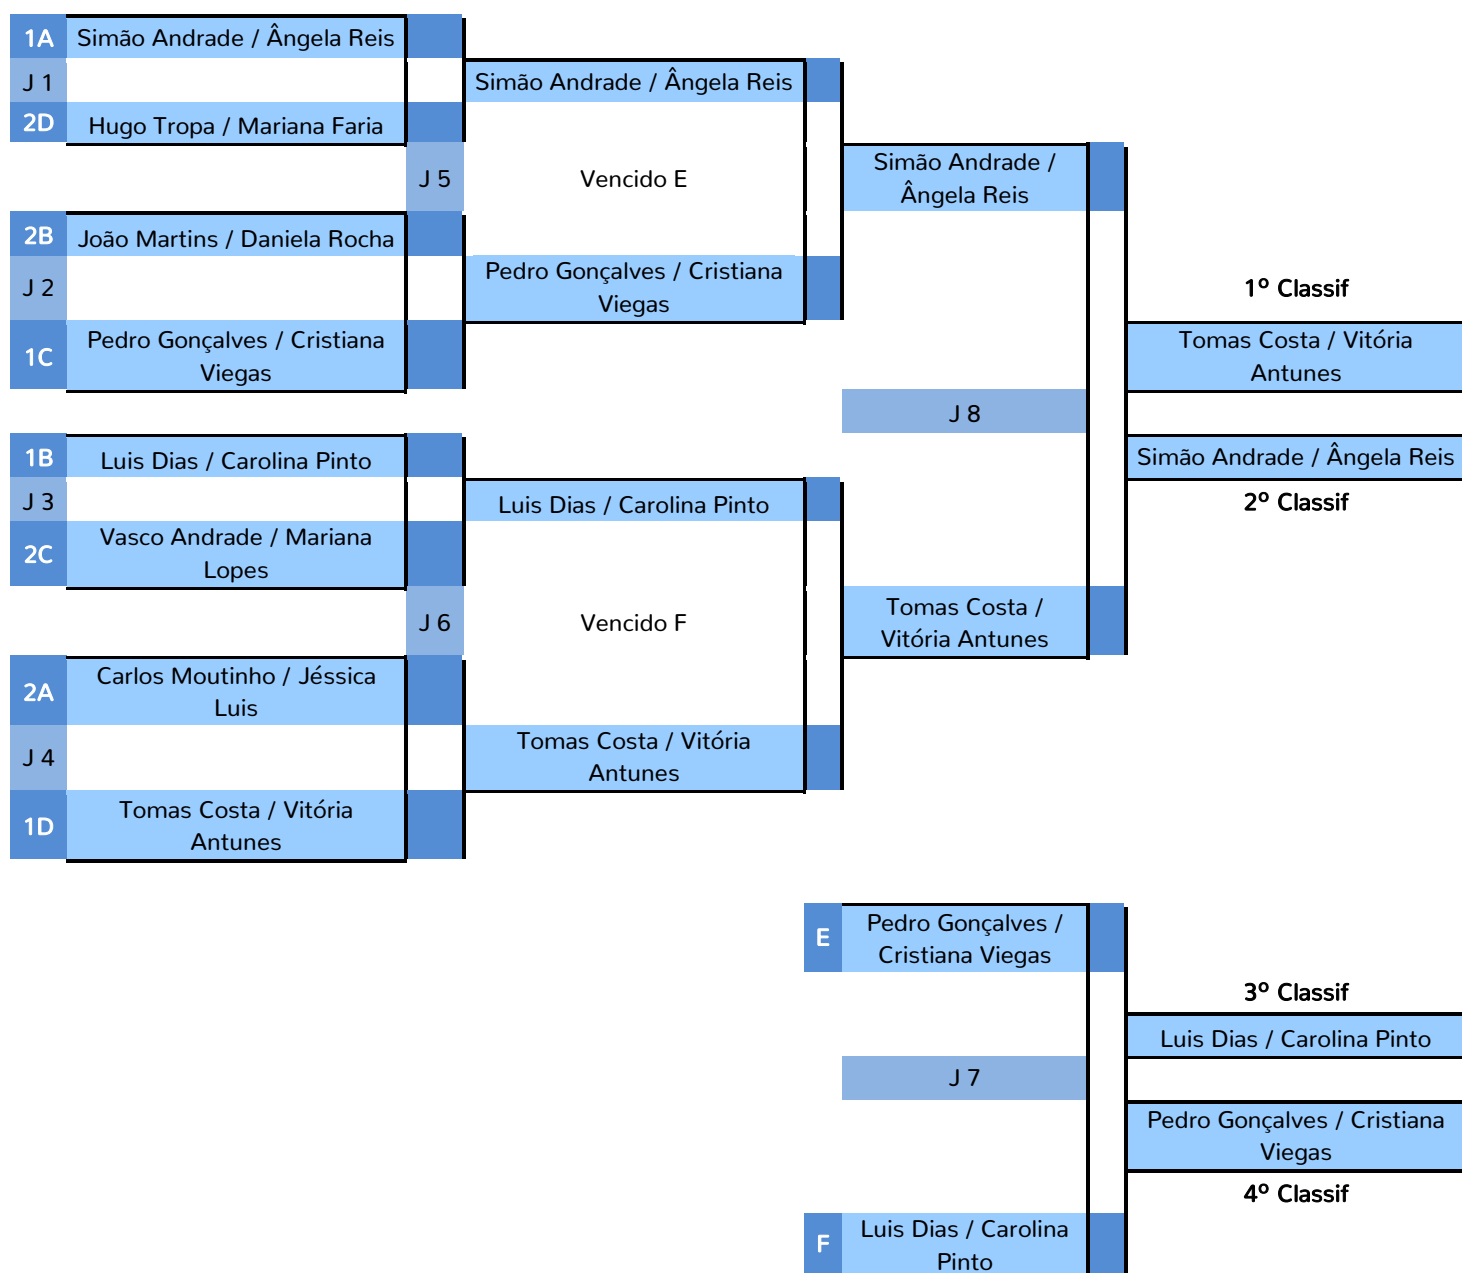 1A Simão Andrade / Ângela Reis
J 1
2D Hugo Tropa / Mariana Faria
J 5
2B João Martins / Daniela Rocha
J 2
1C Pedro Gonçalves / Cristiana
Viegas
1B Luis Dias / Carolina Pinto
J 3
2C Vasco Andrade / Mariana
Lopes
J 6
2A Carlos Moutinho / Jéssica
Luis
J 4
1D Tomas Costa / Vitória
Antunes
Simão Andrade / Ângela Reis
Vencido E
Pedro Gonçalves / Cristiana
Viegas
Luis Dias / Carolina Pinto
Vencido F
Tomas Costa / Vitória
Antunes
Simão Andrade /
Ângela Reis
J 8
Tomas Costa /
Vitória Antunes
1º Classif
Tomas Costa / Vitória
Antunes
Simão Andrade / Ângela Reis
2º Classif
E Pedro Gonçalves /
Cristiana Viegas
J 7
F Luis Dias / Carolina
Pinto
3º Classif
Luis Dias / Carolina Pinto
Pedro Gonçalves / Cristiana
Viegas
4º Classif